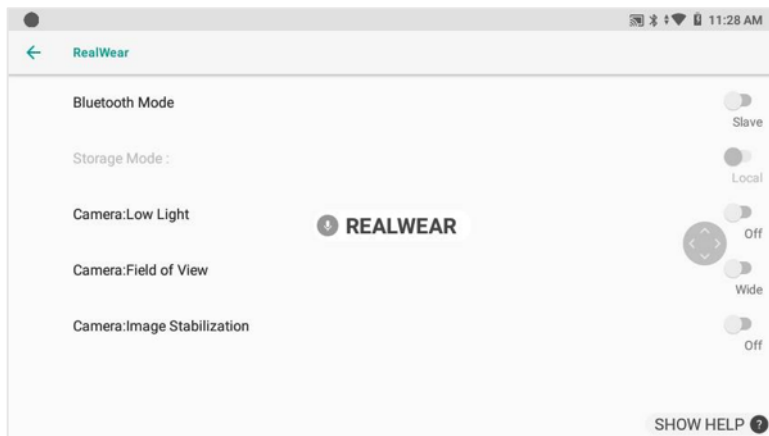 11:28 AM
RealWear
Bluetooth Mode
Slave
Storage Mode :
Local
Camera:Low Light
REALWEAR
Off
Camera:Field of View
Wide
Camera:Image Stabilization
Off
SHOW HELP ?